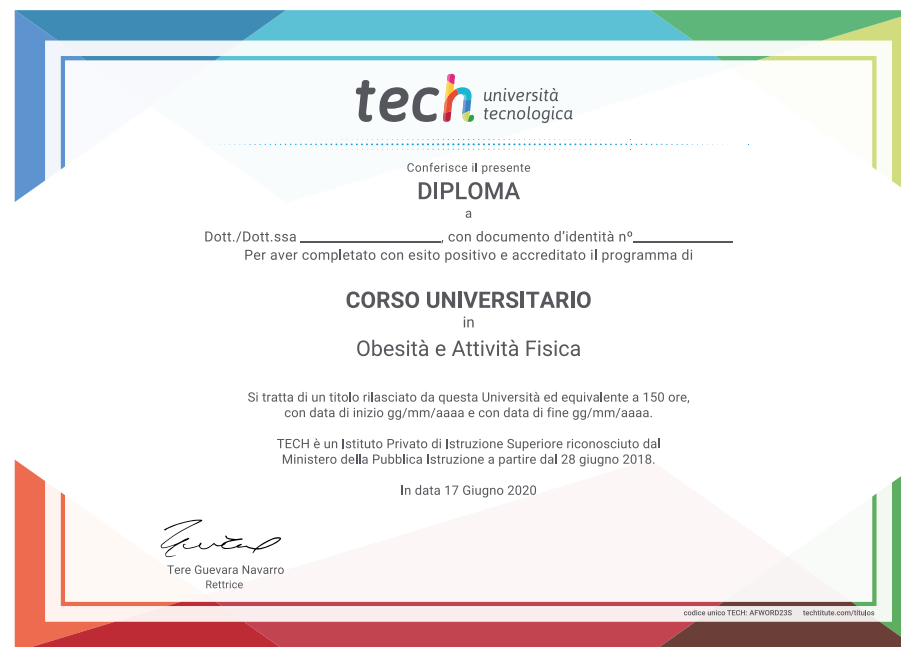 tech università
tecnologica
Conferisce il presente
DIPLOMA
a
Dott./Dott.ssa ____________________, con documento d'identità nº______________
Per aver completato con esito positivo e accreditato il programma di
CORSO UNIVERSITARIO
in
Obesità e Attività Fisica
Si tratta di un titolo rilasciato da questa Università ed equivalente a 150 ore,
con data di inizio gg/mm/aaaa e con data di fine gg/mm/aaaa.
TECH è un Istituto Privato di Istruzione Superiore riconosciuto dal
Ministero della Pubblica Istruzione a partire dal 28 giugno 2018.
In data 17 Giugno 2020
Tere Guevara Navarro
Rettrice
codice unico TECH: AFWORD23S techtitute.com/títulos